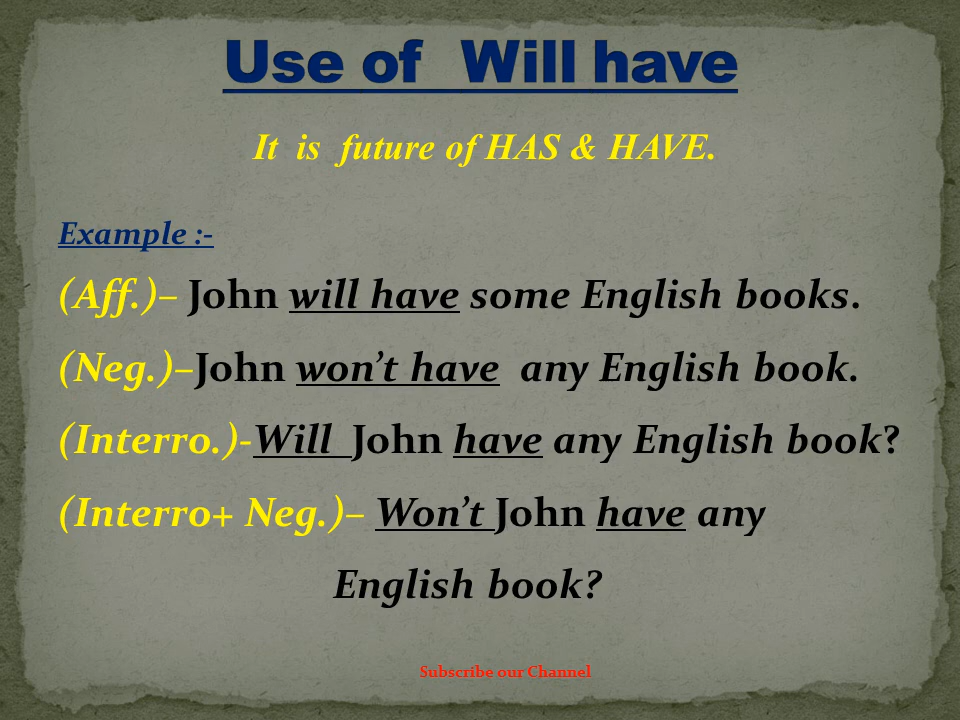 Use of Will have
It is future of HAS & HAVE.
Example :-
(Aff.)– John will have some English books.
(Neg.)–John won’t have any English book.
(Interro.)-Will John have any English book?
(Interro+ Neg.)– Won’t John have any
English book?
Subscribe our Channel